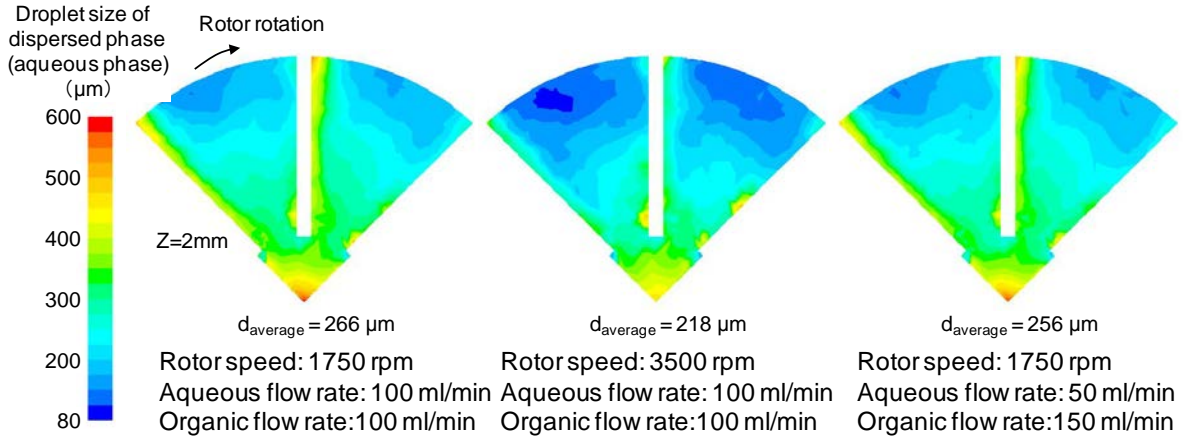 Droplet size of
dispersed phase
(aqueous phase)
(μm)
Rotor rotation
600
500
400
300
200
80
Z=2mm
daverage = 266 μm
Rotor speed: 1750 rpm
Aqueous flow rate: 100 ml/min
Organic flow rate:100 ml/min
daverage = 218 μm
Rotor speed: 3500 rpm
Aqueous flow rate: 100 ml/min
Organic flow rate:100 ml/min
daverage = 256 μm
Rotor speed: 1750 rpm
Aqueous flow rate: 50 ml/min
Organic flow rate:150 ml/min